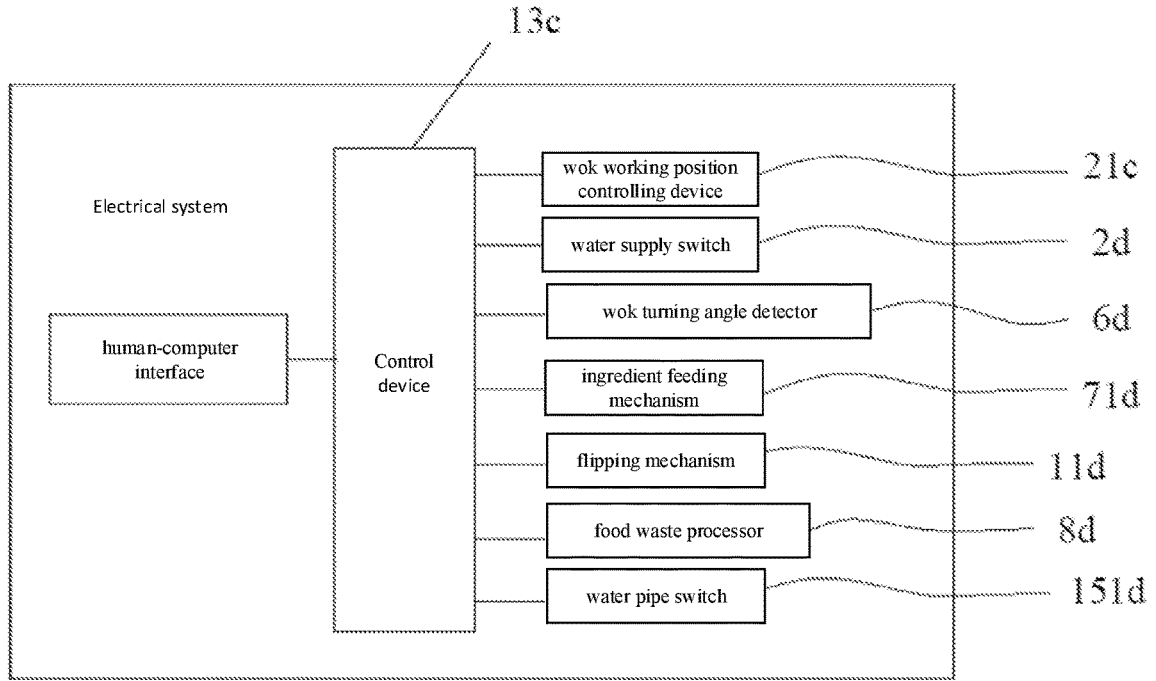 13c
wok working position
controlling device
21c
Electrical system
water supply switch
2d
wok turning angle detector
6d
human-computer
interface
Control
device
ingredient feeding
mechanism
71d
flipping mechanism
11d
food waste processor
8d
water pipe switch
151d